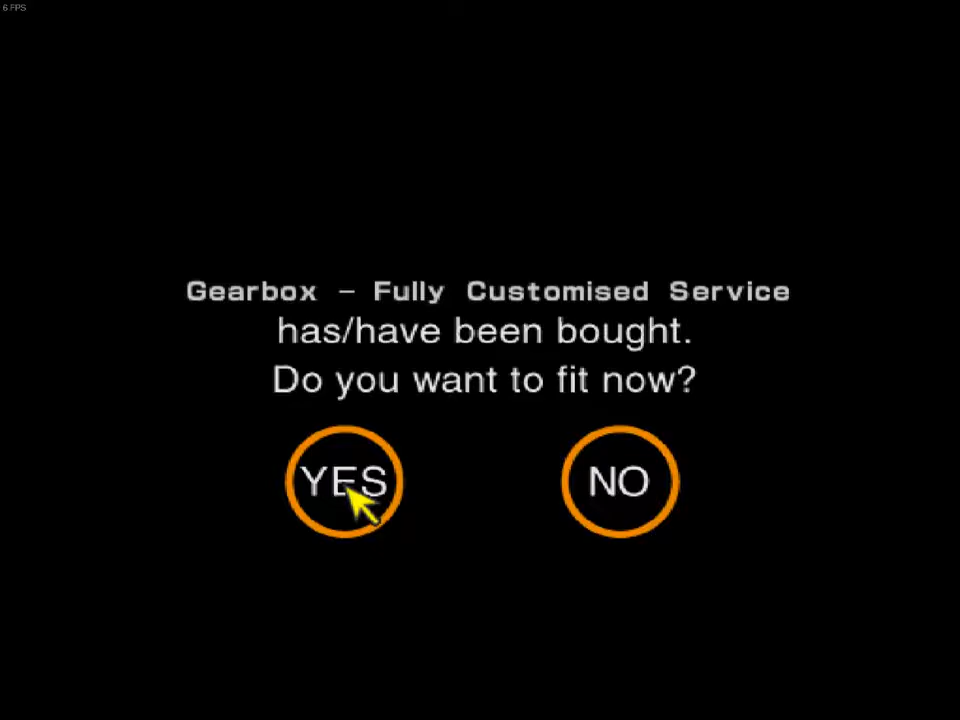 6 FPS
Gearbox – Fully Customised Service
has/have been bought.
Do you want to fit now?
YES NO